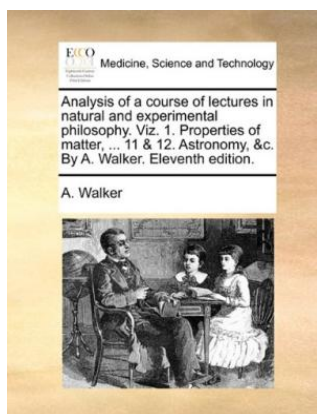 ECCO
Medicine, Science and Technology
Analysis of a course of lectures in
natural and experimental
philosophy. Viz. 1. Properties of
matter, ... 11 & 12. Astronomy, &c.
By A. Walker. Eleventh edition.
A. Walker